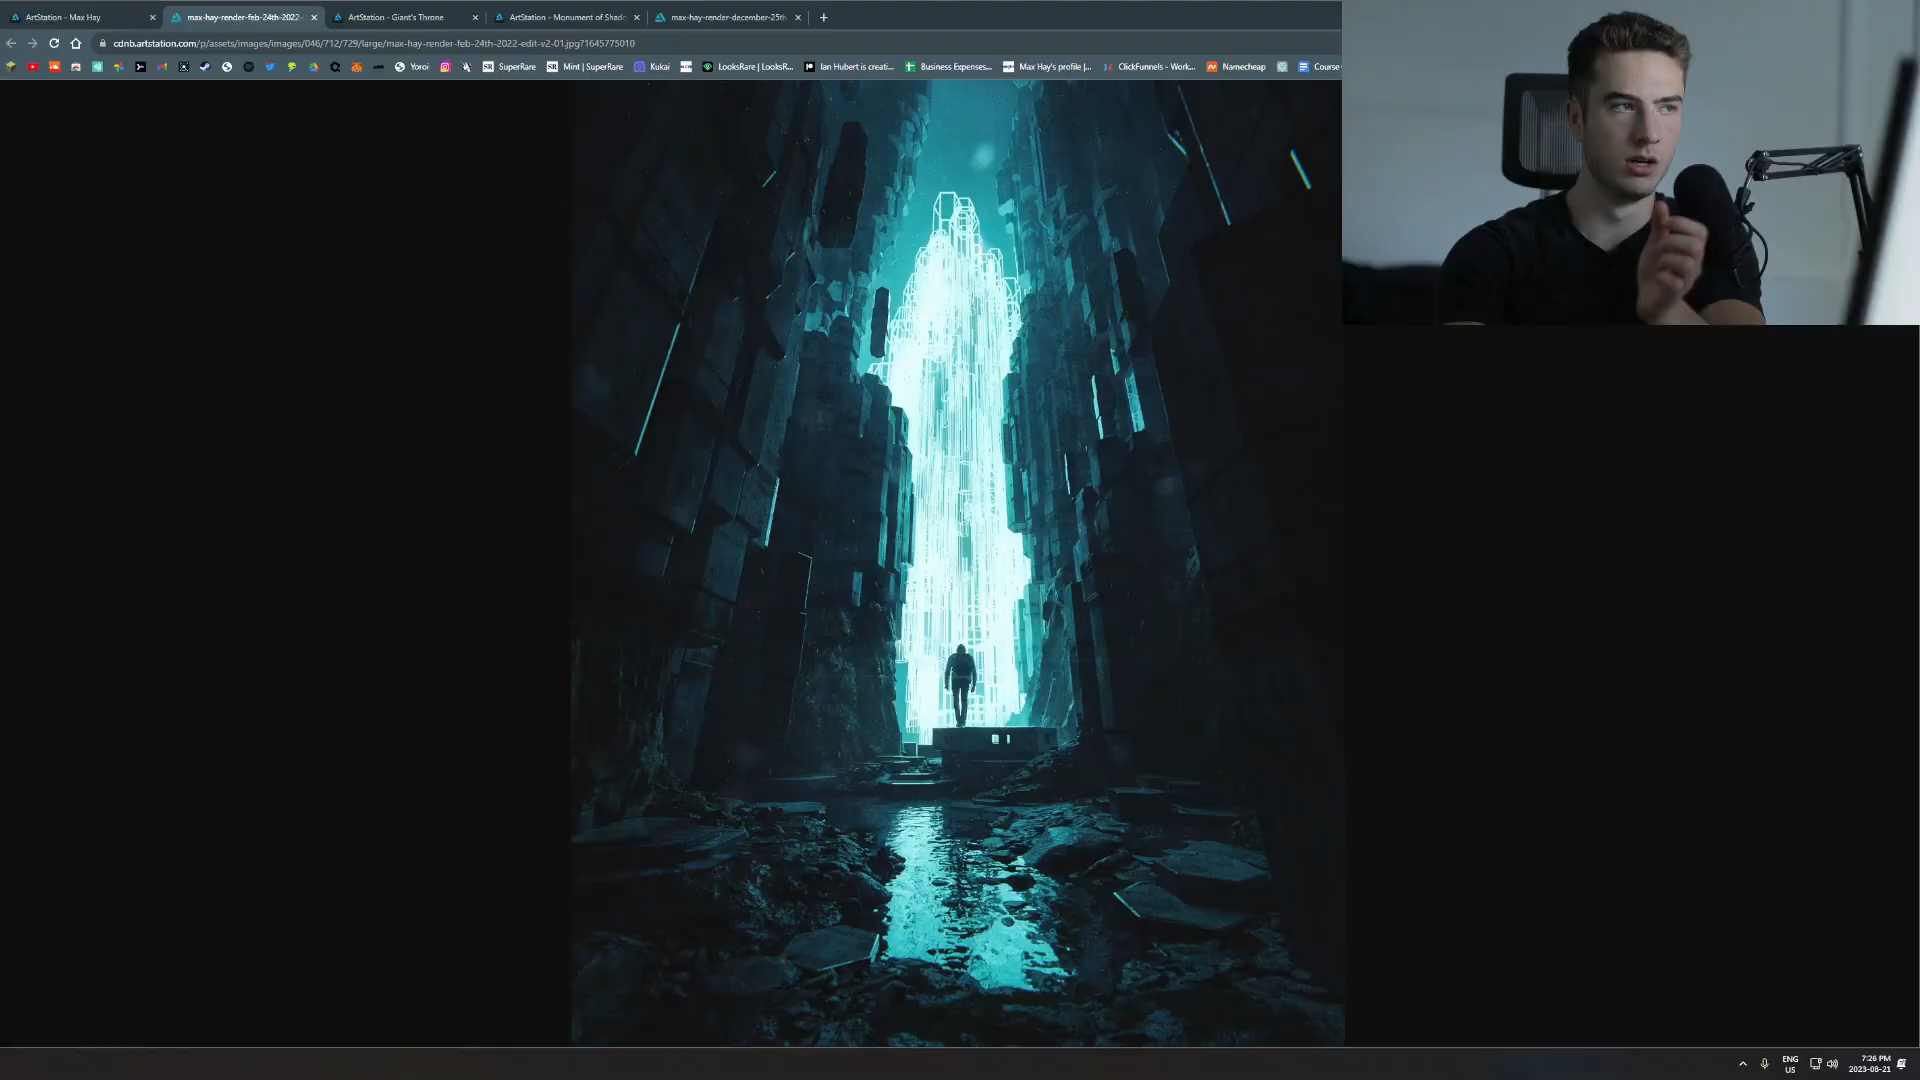 ArtStation - Max Hay
max-hay-render-feb-24th-2022-
ArtStation - Giant's Throne
ArtStation - Monument of Shado
max-hay-render-december-25th
cdnb.artstation.com/p/assets/images/images/046/712/729/large/max-hay-render-feb-24th-2022-edit-v2-01.jpg?1645775010
Yoroi
SR SuperRare
SR Mint | SuperRare
Kukai
LooksRare | LooksR...
Ian Hubert is creati...
Business Expenses...
Max Hay's profile |...
ClickFunnels - Work...
Namecheap
Course
ENG
US
7:26 PM
2023-08-21